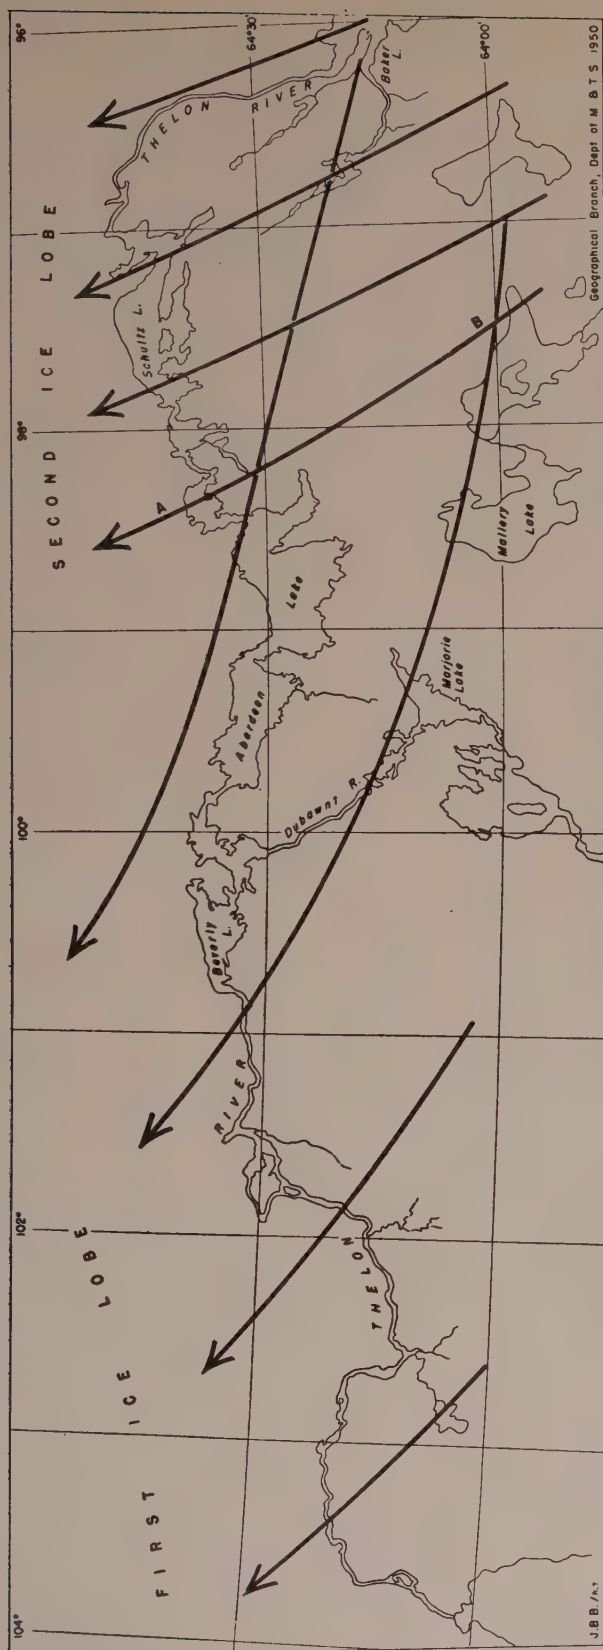 FIRST ICE LOBE
SECOND ICE LOBE
104°
102°
100°
98°
96°
64°30'
64°00'
THELON RIVER
Beverly L.
Aberdeen Lake
Dubawnt R.
Marjorie Lake
Mallery Lake
Schultz L.
THELON RIVER
Baker L.
A
B
J.B.B./
Geographical Branch, Dept of M & T S 1950